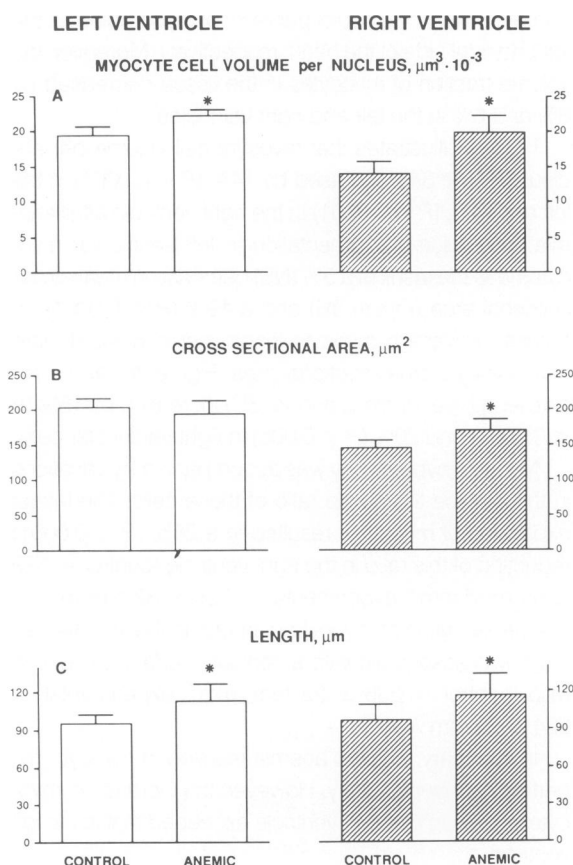 LEFT VENTRICLE RIGHT VENTRICLE
MYOCYTE CELL VOLUME per NUCLEUS, μm³·10⁻³
A
25 * * 25
20 20
15 15
10 10
5 5
0 0
CROSS SECTIONAL AREA, μm²
B
250 250
200 * 200
150 150
100 100
50 50
0 0
LENGTH, μm
C * *
120 120
90 90
60 60
30 30
0 0
CONTROL ANEMIC CONTROL ANEMIC